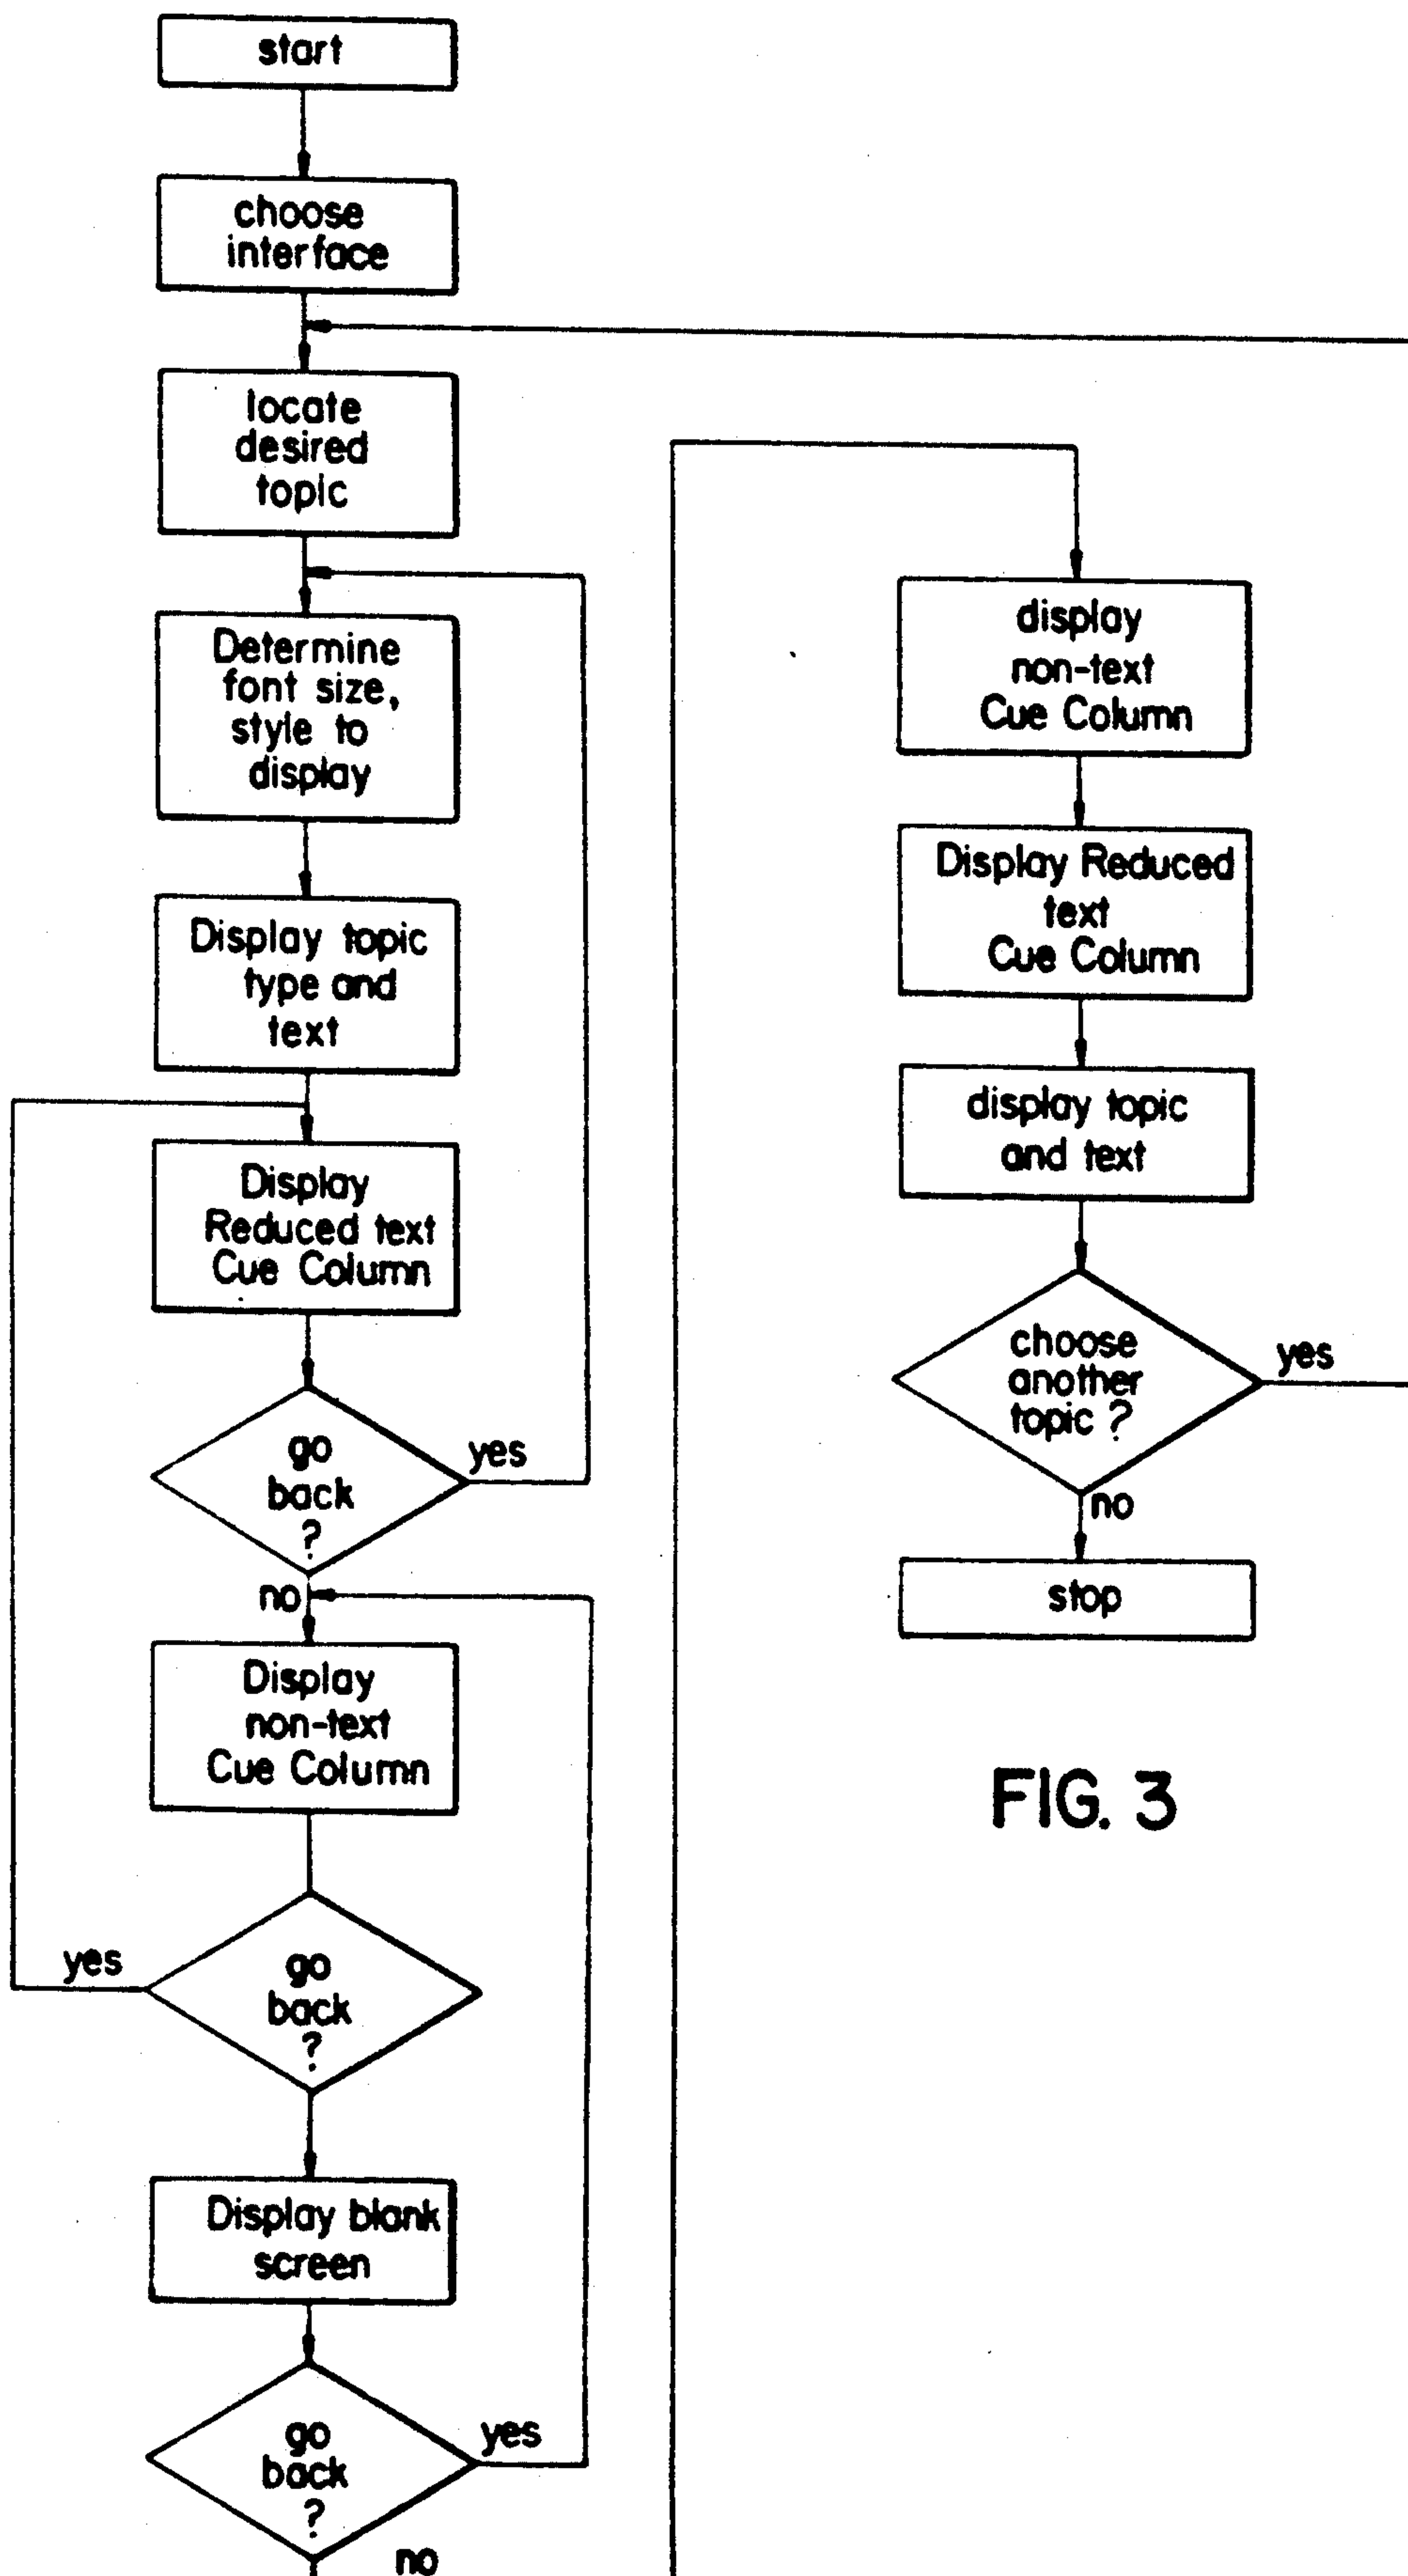 start
choose
interface
locate
desired
topic
Determine
font size,
style to
display
Display topic
type and
text
Display
Reduced text
Cue Column
go
back
?
yes
no
Display
non-text
Cue Column
go
back
?
yes
Display blank
screen
go
back
?
yes
no
display
non-text
Cue Column
Display Reduced
text
Cue Column
display topic
and text
choose
another
topic ?
yes
no
stop
FIG. 3